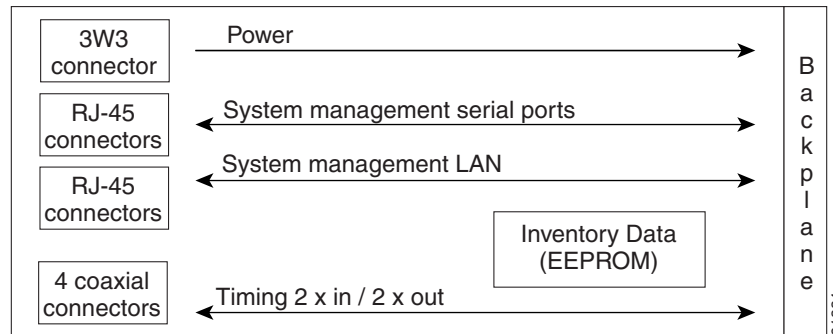 3W3
connector
Power
RJ-45
connectors
System management serial ports
RJ-45
connectors
System management LAN
Inventory Data
(EEPROM)
4 coaxial
connectors
Timing 2 x in / 2 x out
Backplane